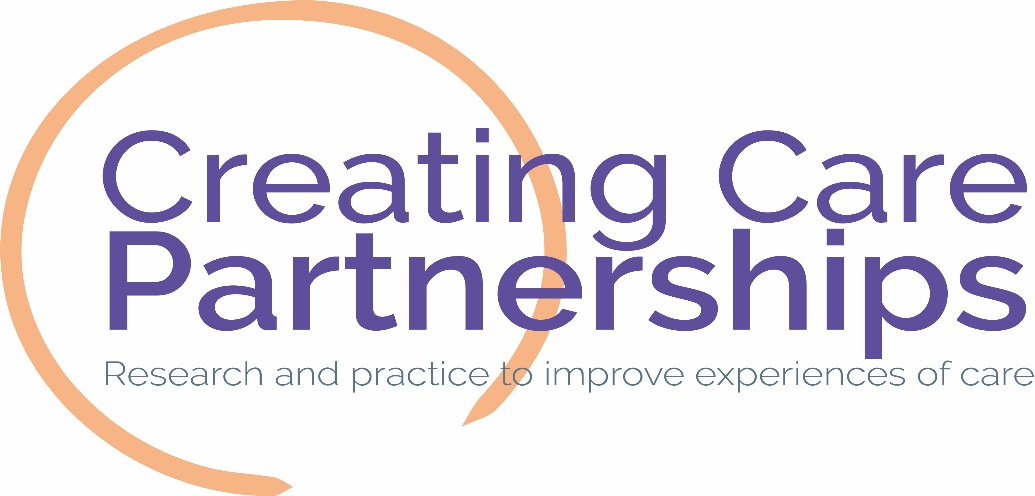 Creating Care
Partnerships
Research and practice to improve experiences of care